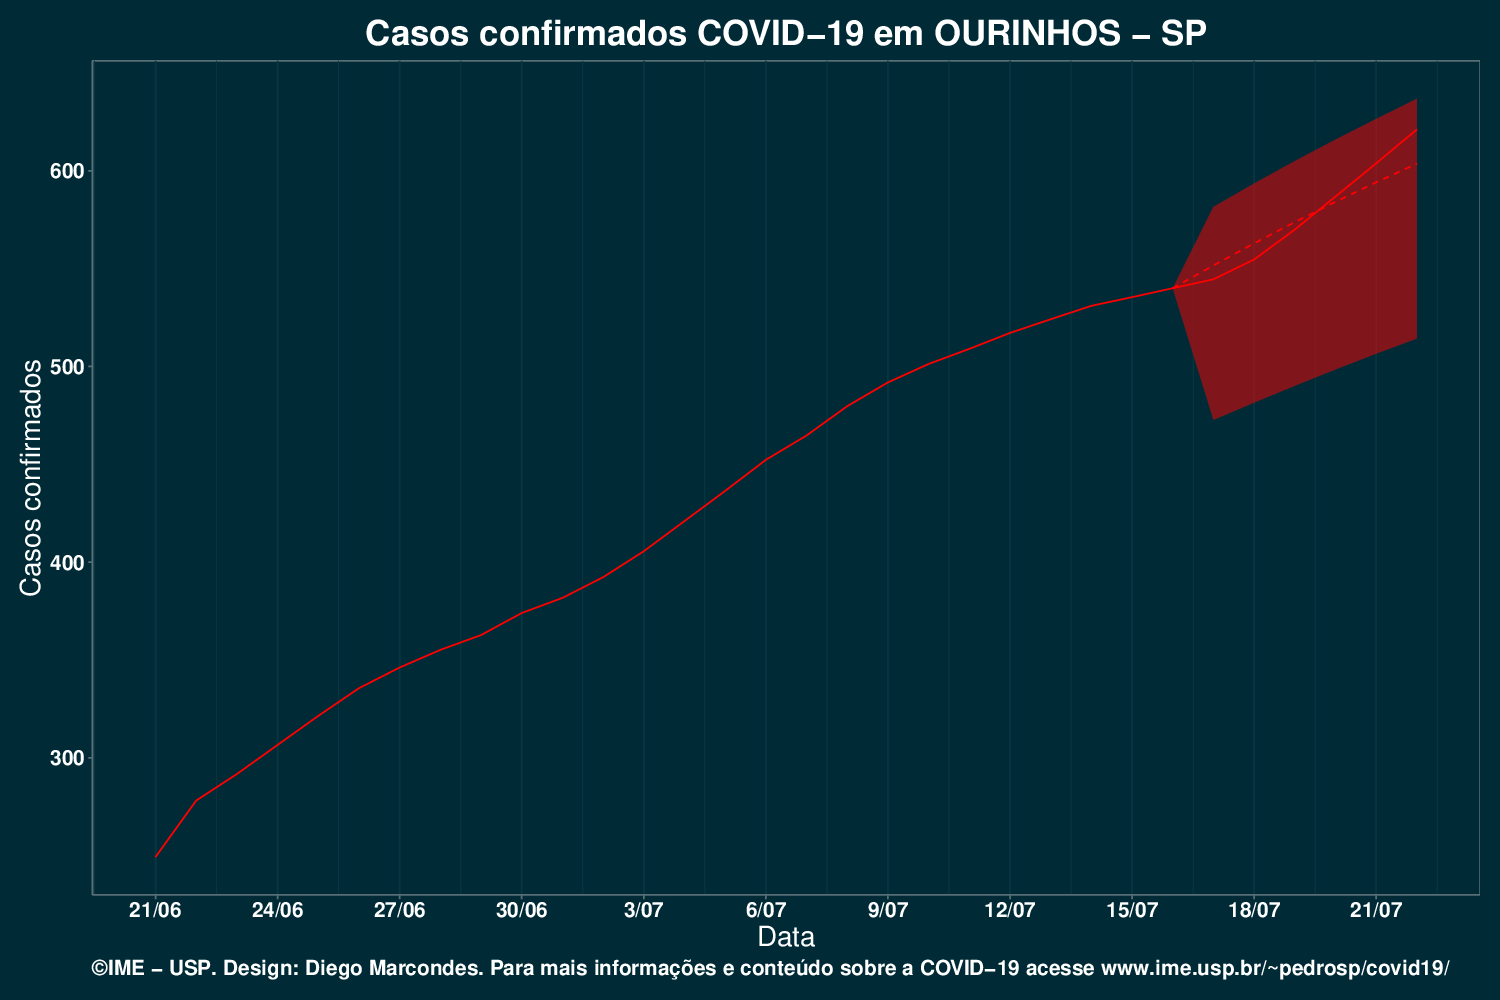 Casos confirmados COVID−19 em OURINHOS − SP
Casos confirmados
600
500
400
300
21/06 24/06 27/06 30/06 3/07 6/07 9/07 12/07 15/07 18/07 21/07
Data
©IME − USP. Design: Diego Marcondes. Para mais informações e conteúdo sobre a COVID−19 acesse www.ime.usp.br/~pedrosp/covid19/